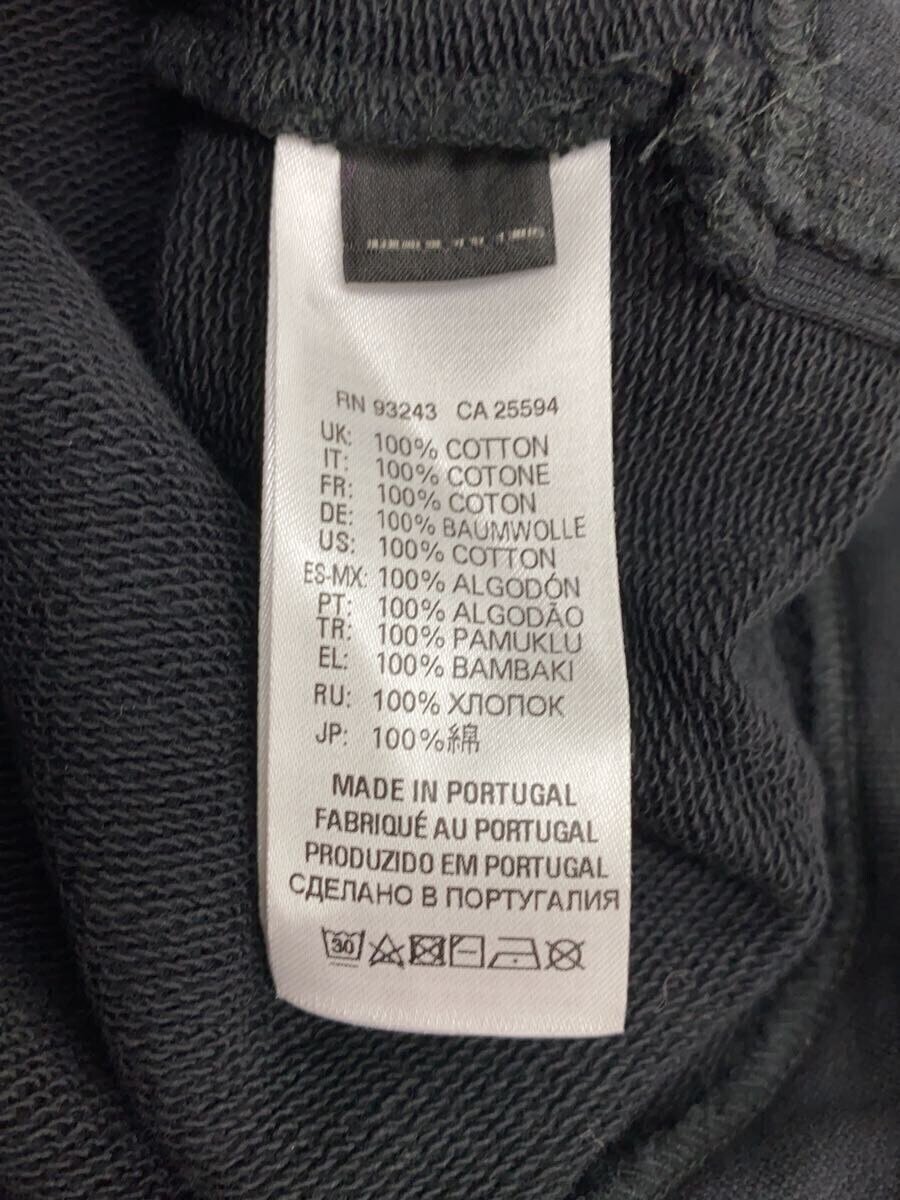 RN 93243 CA 25594
UK: 100% COTTON
IT: 100% COTONE
FR: 100% COTON
DE: 100% BAUMWOLLE
US: 100% COTTON
ES-MX: 100% ALGODÓN
PT: 100% ALGODÃO
TR: 100% PAMUKLU
EL: 100% BAMBAKI
RU: 100% ХЛОПОК
JP: 100%綿
MADE IN PORTUGAL
FABRIQUÉ AU PORTUGAL
PRODUZIDO EM PORTUGAL
СДЕЛАНО В ПОРТУГАЛИЯ
30